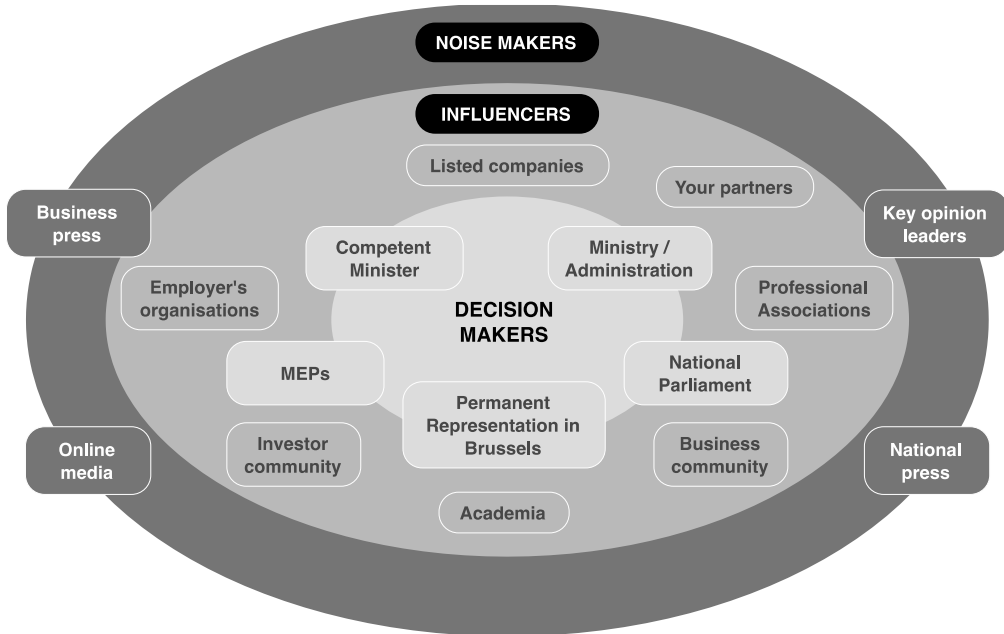 NOISE MAKERS
INFLUENCERS
Listed companies
Your partners
Business
press
Key opinion
leaders
Competent
Minister
Ministry /
Administration
Employer's
organisations
Professional
Associations
DECISION
MAKERS
MEPs
National
Parliament
Permanent
Representation in
Brussels
Online
media
Investor
community
Business
community
National
press
Academia